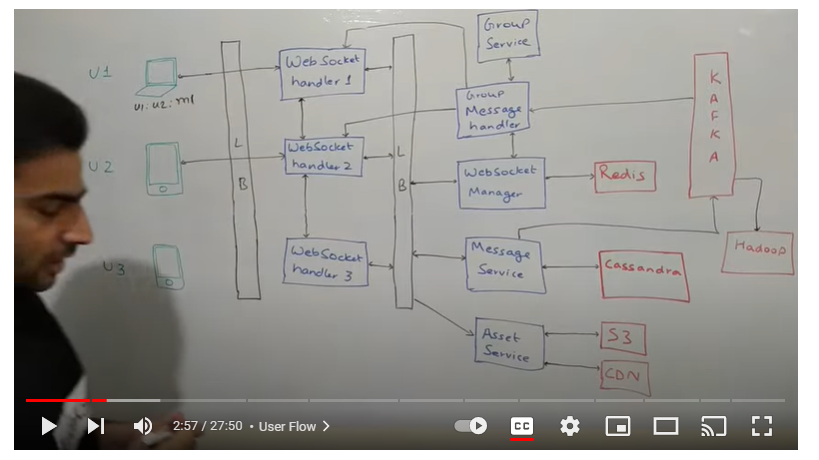 U1
U1: U2: m1
U2
U3
L
B
WebSocket
handler 1
WebSocket
handler 2
WebSocket
handler 3
L
B
Group
Service
Group
Message
handler
WebSocket
Manager
Redis
Message
Service
Cassandra
Asset
Service
S3
CDN
K
A
F
K
A
Hadoop
2:57 / 27:50 • User Flow >
CC